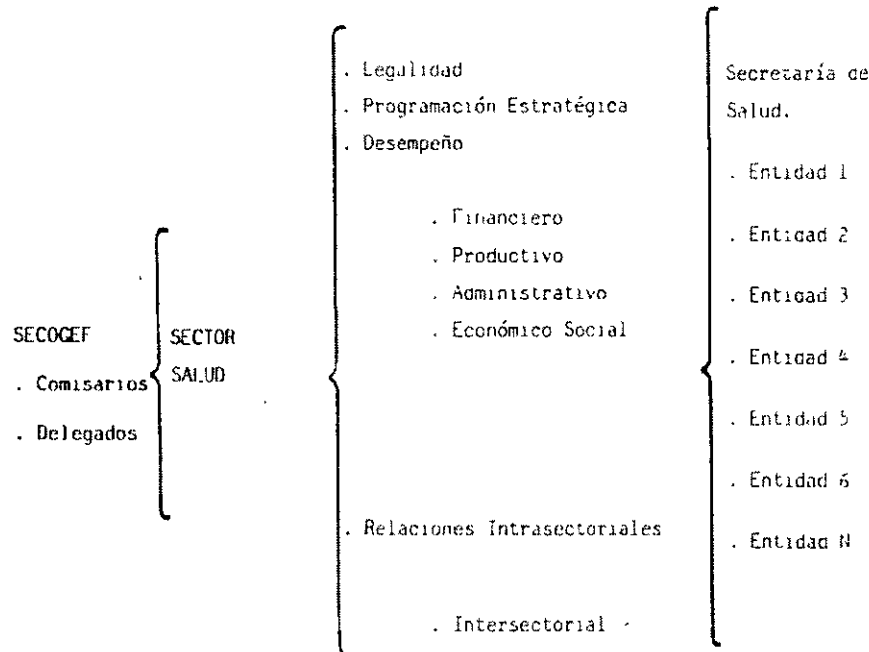 SECOGEF
. Comisarios
. Delegados
SECTOR
SALUD
. Legalidad
. Programación Estratégica
. Desempeño
. Financiero
. Productivo
. Administrativo
. Económico Social
. Relaciones Intrasectoriales
. Intersectorial
Secretaría de
Salud.
. Entidad 1
. Entidad 2
. Entidad 3
. Entidad 4
. Entidad 5
. Entidad 6
. Entidad N